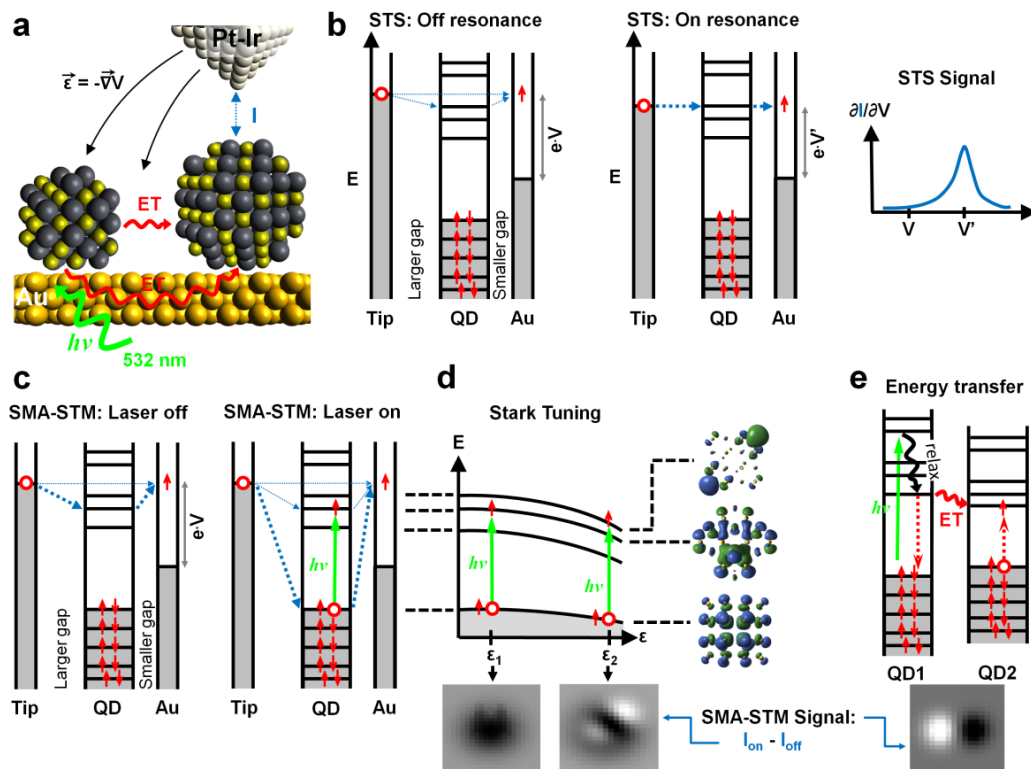 a
Pt-Ir
ε⃗ = -∇⃗V
I
ET
ET
Au
hν
532 nm
b
STS: Off resonance
E
Larger gap
Smaller gap
e·V
Tip
QD
Au
STS: On resonance
E
e·V'
Tip
QD
Au
STS Signal
∂I/∂V
V
V'
c
SMA-STM: Laser off
Larger gap
Smaller gap
e·V
Tip
QD
Au
SMA-STM: Laser on
hν
Tip
QD
Au
d
Stark Tuning
E
hν
hν
ε
ε1
ε2
SMA-STM Signal:
Ion - Ioff
e
Energy transfer
relax
hν
ET
QD1
QD2